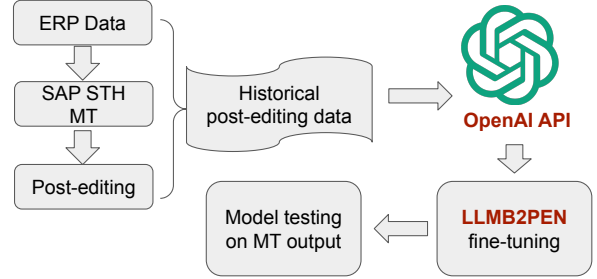 ERP Data
SAP STH
MT
Post-editing
Historical
post-editing data
OpenAI API
LLMB2PEN
fine-tuning
Model testing
on MT output